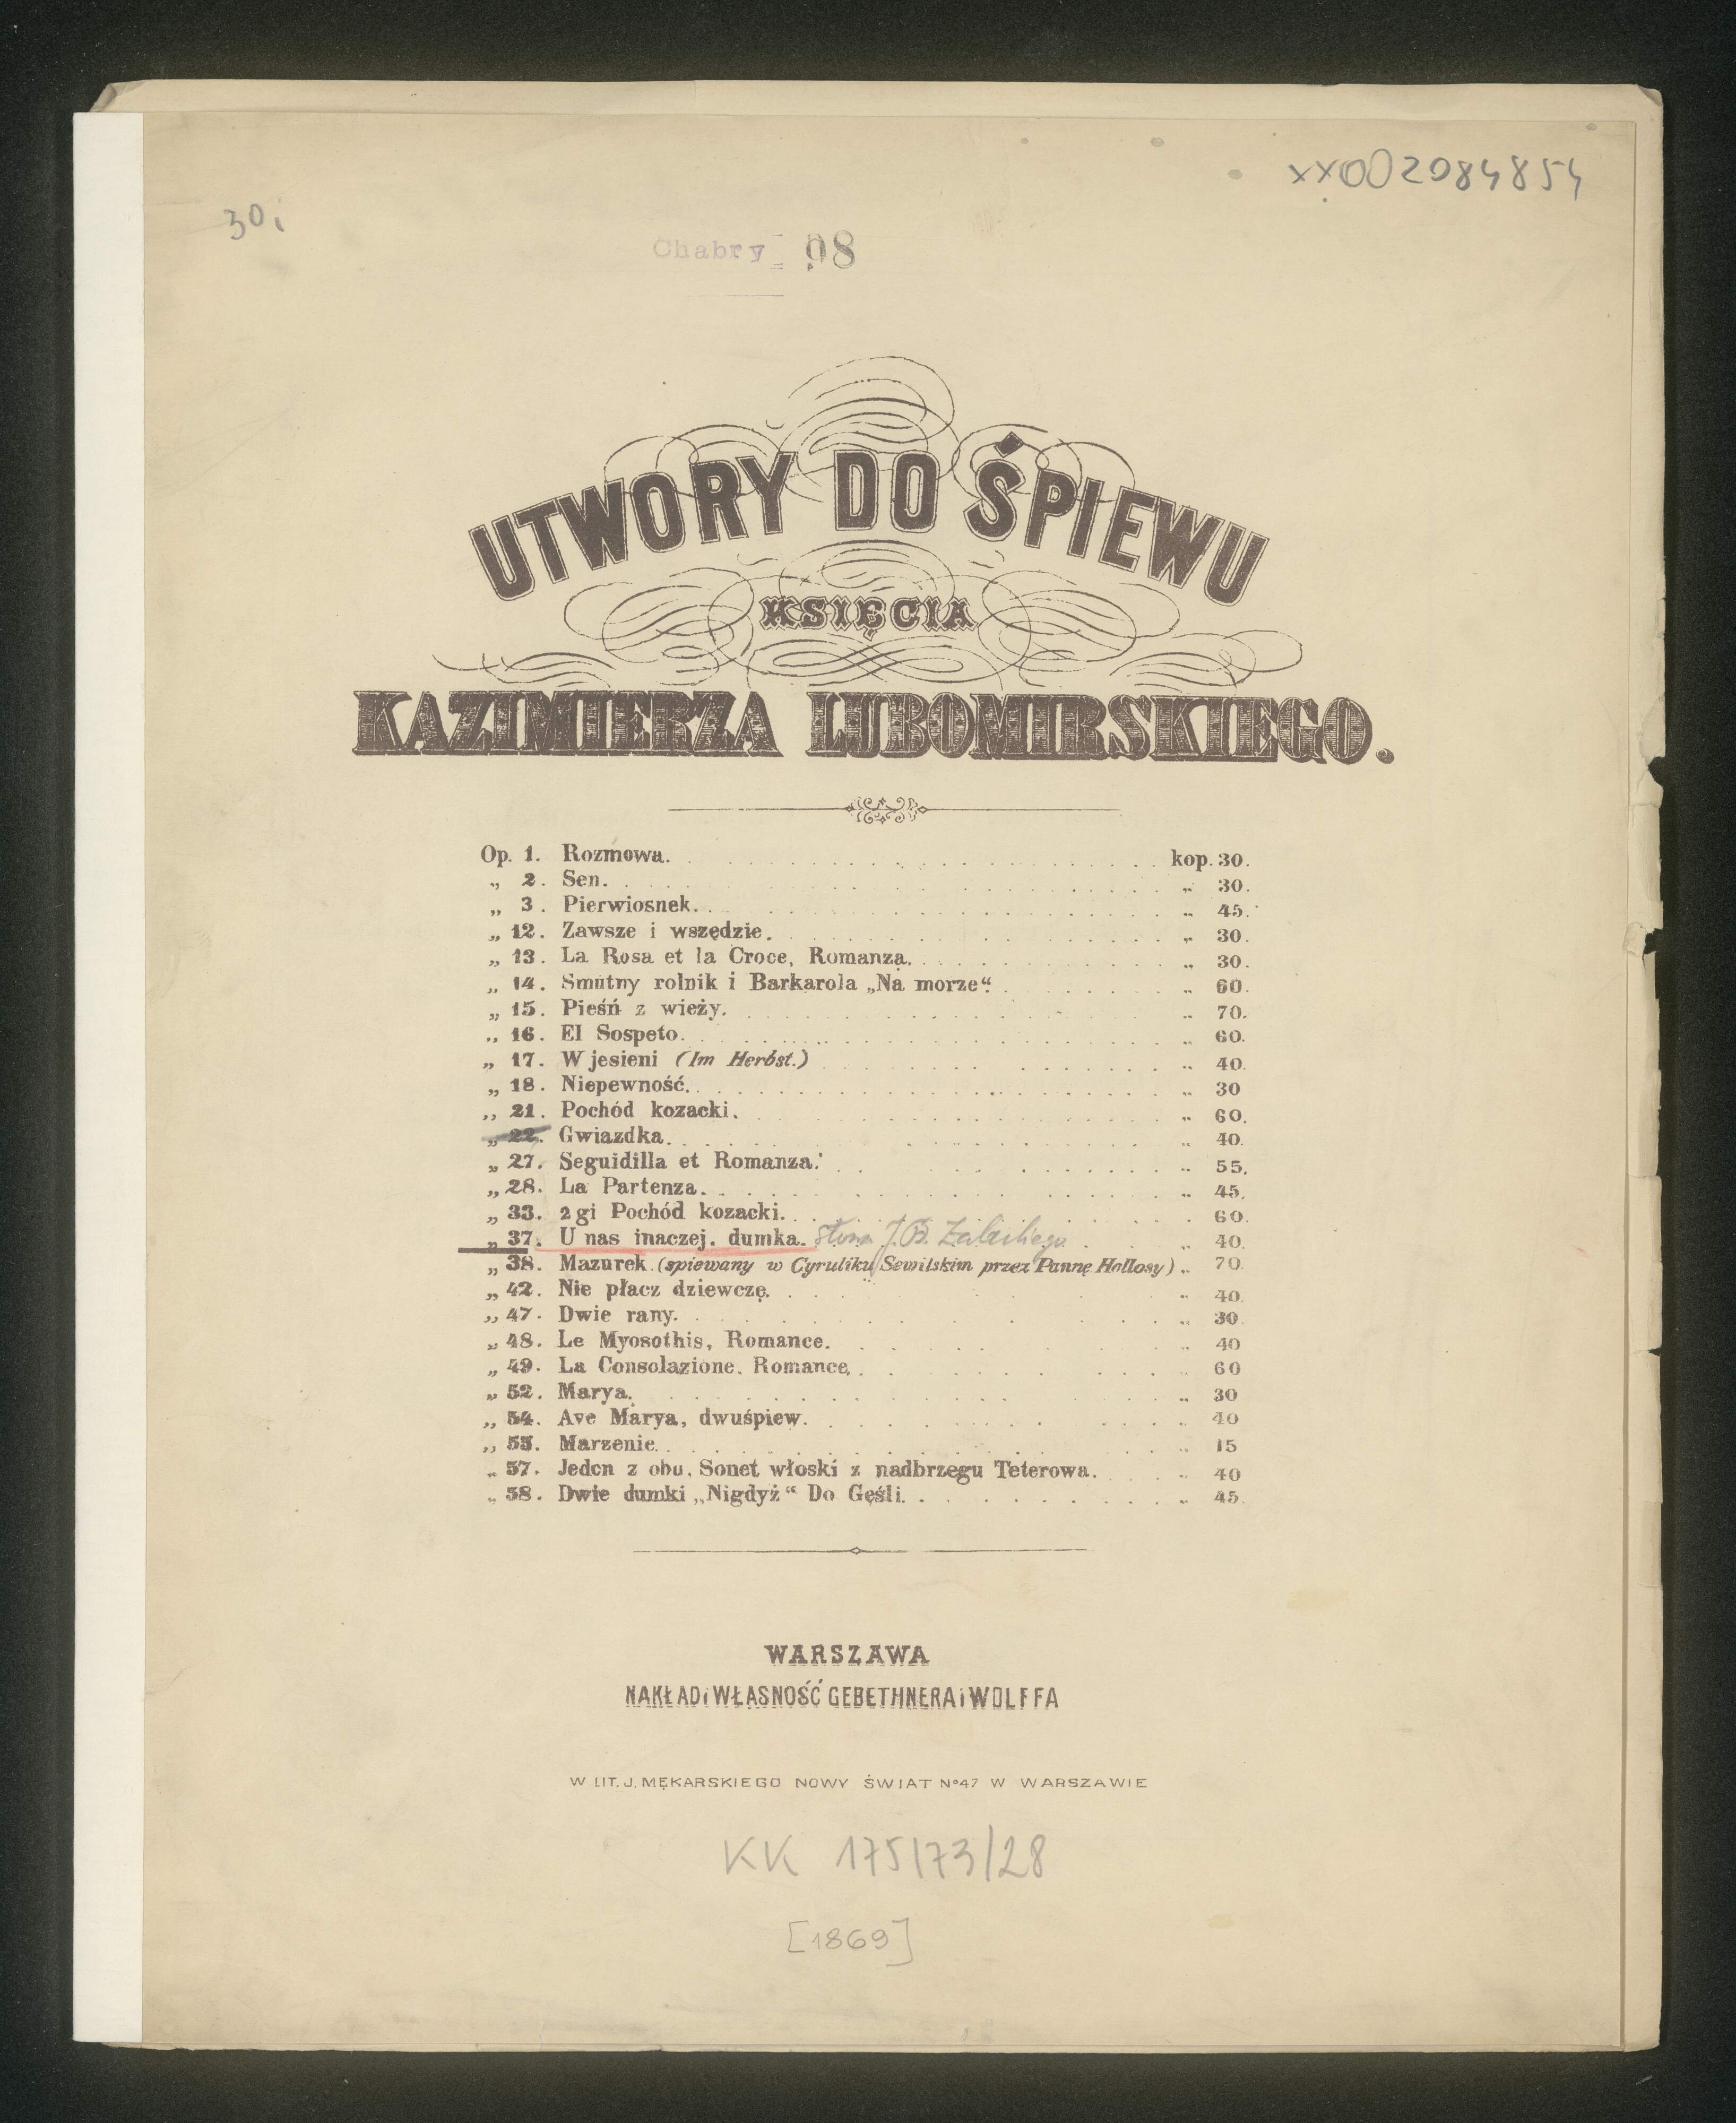 xx002084854
30i
Chabry 98
UTWORY DO ŚPIEWU
KSIĘCIA
KAZIMIERZA LUBOMIRSKIEGO.
Op. 1. Rozmowa. kop. 30.
„ 2. Sen. „ 30.
„ 3. Pierwiosnek. „ 45.
„ 12. Zawsze i wszędzie. „ 30.
„ 13. La Rosa et la Croce, Romanza. „ 30.
„ 14. Smutny rolnik i Barkarola „Na morze“. „ 60.
„ 15. Pieśń z wieży. „ 70.
„ 16. El Sospeto. „ 60.
„ 17. W jesieni (Im Herbst.) „ 40.
„ 18. Niepewność. „ 30
„ 21. Pochód kozacki. „ 60.
„ 22. Gwiazdka. „ 40.
„ 27. Seguidilla et Romanza. „ 55.
„ 28. La Partenza. „ 45.
„ 33. 2gi Pochód kozacki. 60.
„ 37. U nas inaczej. dumka. słowa J. B. Zaleskiego „ 40.
„ 38. Mazurek (spiewany w Cyruliku Sewilskim przez Pannę Hollosy) „ 70.
„ 42. Nie płacz dziewczę. „ 40.
„ 47. Dwie rany. „ 30.
„ 48. Le Myosothis, Romance. „ 40
„ 49. La Consolazione. Romance. „ 60
„ 52. Marya. „ 30
„ 54. Ave Marya, dwuśpiew. „ 40
„ 55. Marzenie. „ 15
„ 57. Jeden z obu. Sonet włoski z nadbrzegu Teterowa. „ 40
„ 58. Dwie dumki „Nigdyż“ Do Gęśli. „ 45.
WARSZAWA
NAKŁAD i WŁASNOŚĆ GEBETHNERA i WOLFFA
W LIT. J. MĘKARSKIEGO NOWY ŚWIAT No 47 W WARSZAWIE
KK 175/73/28
[1869]